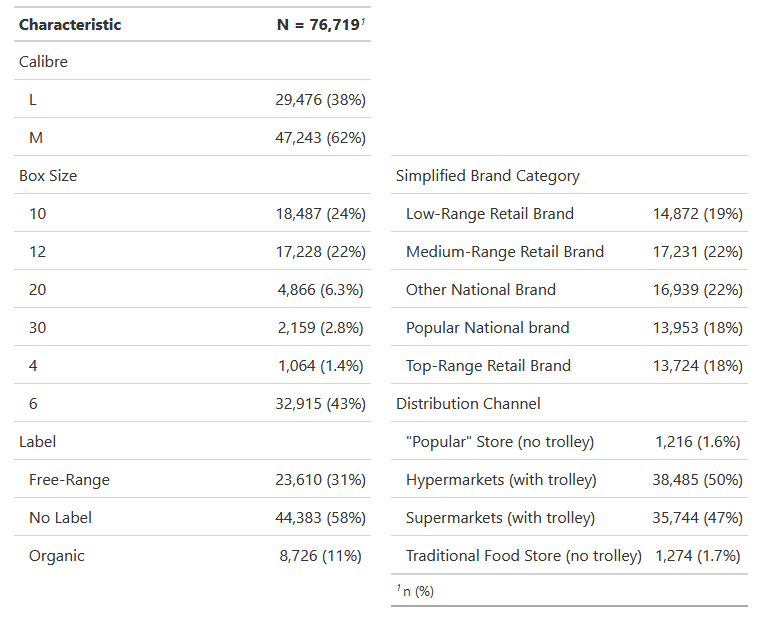 Characteristic N = 76,719¹
Calibre
L 29,476 (38%)
M 47,243 (62%)
Box Size
10 18,487 (24%)
12 17,228 (22%)
20 4,866 (6.3%)
30 2,159 (2.8%)
4 1,064 (1.4%)
6 32,915 (43%)
Label
Free-Range 23,610 (31%)
No Label 44,383 (58%)
Organic 8,726 (11%)
Simplified Brand Category
Low-Range Retail Brand 14,872 (19%)
Medium-Range Retail Brand 17,231 (22%)
Other National Brand 16,939 (22%)
Popular National brand 13,953 (18%)
Top-Range Retail Brand 13,724 (18%)
Distribution Channel
"Popular" Store (no trolley) 1,216 (1.6%)
Hypermarkets (with trolley) 38,485 (50%)
Supermarkets (with trolley) 35,744 (47%)
Traditional Food Store (no trolley) 1,274 (1.7%)
¹ n (%)